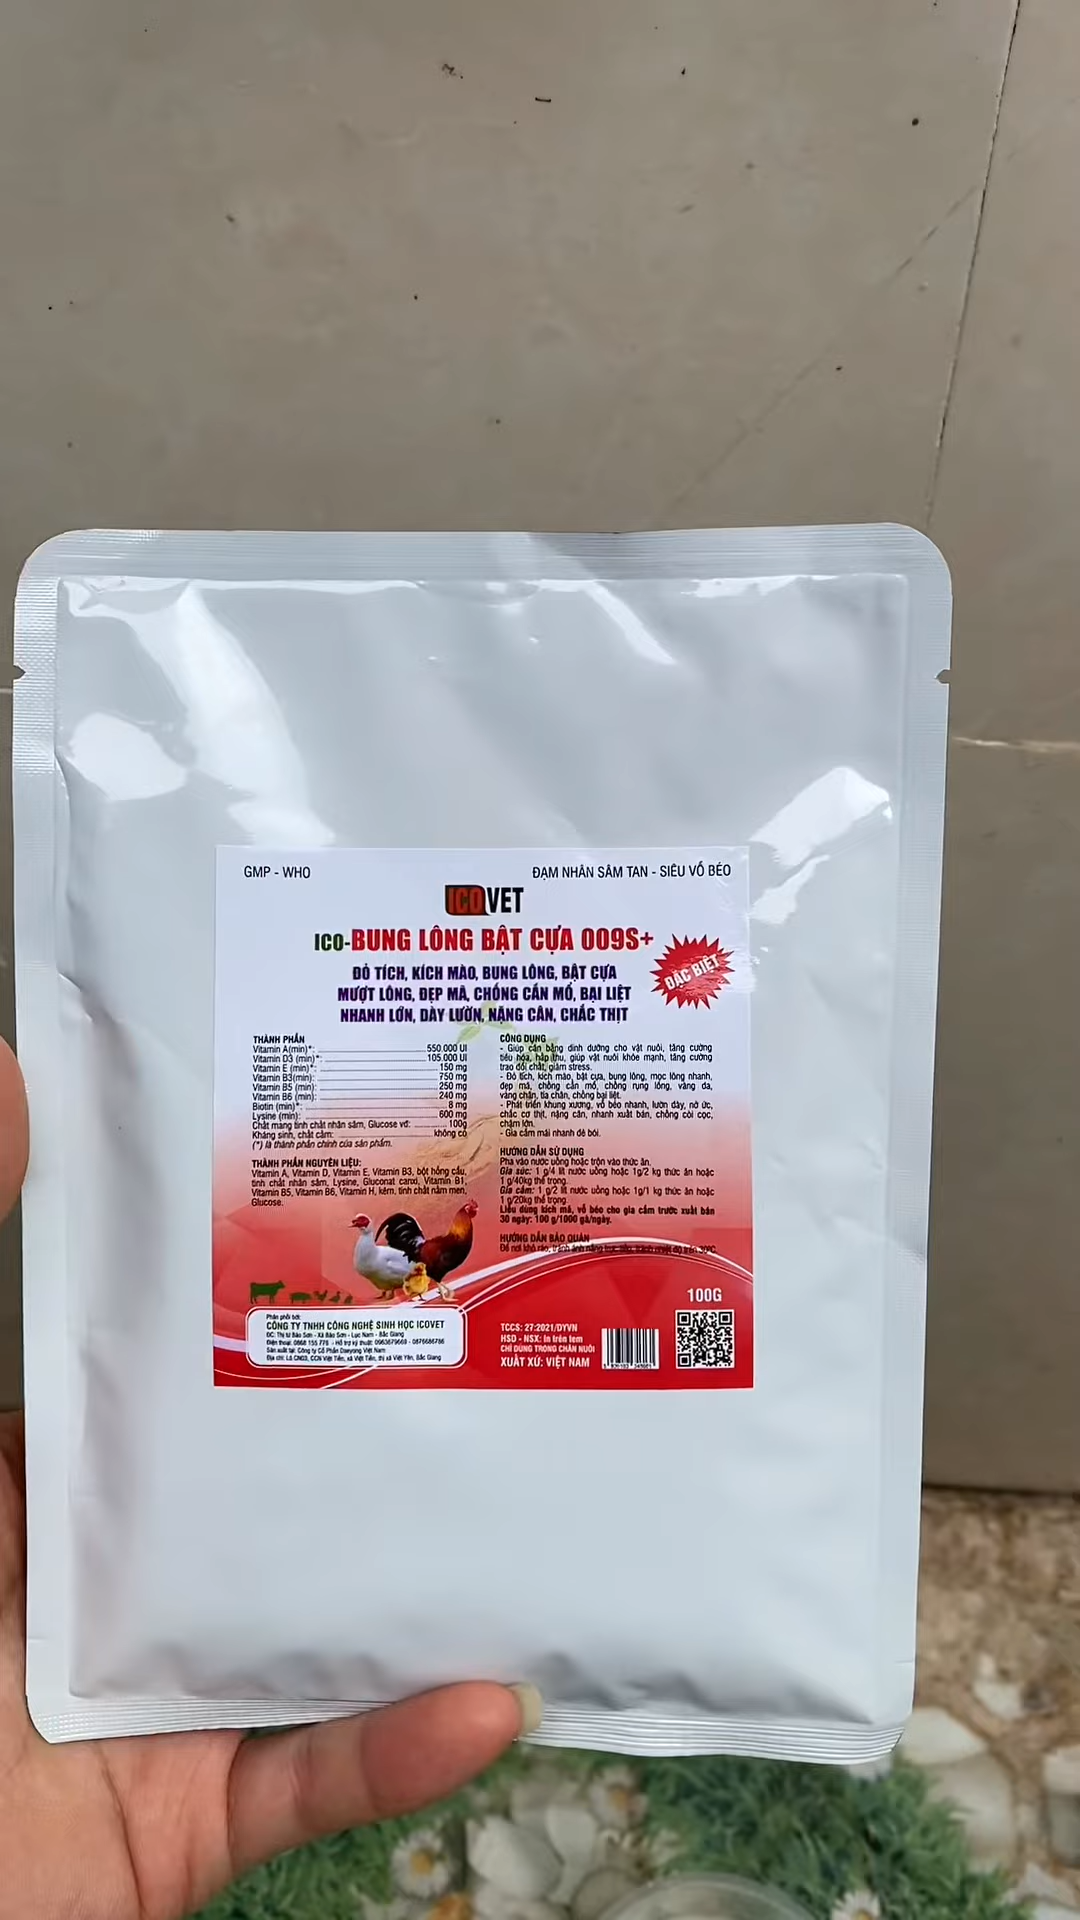 GMP - WHO
ĐẠM NHÂN SÂM TAN - SIÊU VỖ BÉO
ICOVET
ICO-BUNG LÔNG BẬT CỰA 009S+
ĐẶC BIỆT
ĐỎ TÍCH, KÍCH MÀO, BUNG LÔNG, BẬT CỰA
MƯỢT LÔNG, ĐẸP MÃ, CHỐNG CẮN MỔ, BẠI LIỆT
NHANH LỚN, DÀY LƯỜN, NẶNG CÂN, CHẮC THỊT
THÀNH PHẦN
Vitamin A(min)*: 550.000 UI
Vitamin D3 (min)*: 105 000 UI
Vitamin E (min)*: 150 mg
Vitamin B3(min): 750 mg
Vitamin B5 (min): 250 mg
Vitamin B6 (min): 240 mg
Biotin (min)*: 8 mg
Lysine (min): 600 mg
Chất mang tinh chất nhân sâm, Glucose vđ: 100g
Kháng sinh, chất cấm: không có
(*) là thành phần chính của sản phẩm.
THÀNH PHẦN NGUYÊN LIỆU:
Vitamin A, Vitamin D, Vitamin E, Vitamin B3, bột hồng cầu,
tinh chất nhân sâm, Lysine, Gluconat canxi, Vitamin B1,
Vitamin B5, Vitamin B6, Vitamin H, kẽm, tinh chất nấm men,
Glucose.
CÔNG DỤNG
- Giúp cân bằng dinh dưỡng cho vật nuôi, tăng cường
tiêu hóa, hấp thu, giúp vật nuôi khỏe mạnh, tăng cường
trao đổi chất, giảm stress.
- Đỏ tích, kích mào, bật cựa, bung lông, mọc lông nhanh,
đẹp mã, chống cắn mổ, chống rụng lông, vàng da,
vàng chân, tía chân, chống bại liệt.
- Phát triển khung xương, vỗ béo nhanh, lườn dày, nở ức,
chắc cơ thịt, nặng cân, nhanh xuất bán, chống còi cọc,
chậm lớn.
- Gia cầm mái nhanh đẻ bói.
HƯỚNG DẪN SỬ DỤNG
Pha vào nước uống hoặc trộn vào thức ăn.
Gia súc: 1 g/4 lít nước uống hoặc 1g/2 kg thức ăn hoặc
1 g/40kg thể trọng.
Gia cầm: 1 g/2 lít nước uống hoặc 1g/1 kg thức ăn hoặc
1 g/20kg thể trọng.
Liều dùng kích mã, vỗ béo cho gia cầm trước xuất bán
30 ngày: 100 g/1000 gà/ngày.
HƯỚNG DẪN BẢO QUẢN
Để nơi khô ráo, tránh ánh nắng trực tiếp, tránh nhiệt độ trên 30ºC.
100G
Phân phối bởi:
CÔNG TY TNHH CÔNG NGHỆ SINH HỌC ICOVET
ĐC: Thị tứ Bảo Sơn - Xã Bảo Sơn - Lục Nam - Bắc Giang
Điện thoại: 0868 155 776 - Hỗ trợ kỹ thuật: 0963679669 - 0876686786
Sản xuất tại: Công ty Cổ Phần Daeyong Việt Nam
Địa chỉ: Lô CN03, CCN Việt Tiến, xã Việt Tiến, thị xã Việt Yên, Bắc Giang
TCCS: 27:2021/DYVN
HSD - NSX: in trên tem
CHỈ DÙNG TRONG CHĂN NUÔI
XUẤT XỨ: VIỆT NAM